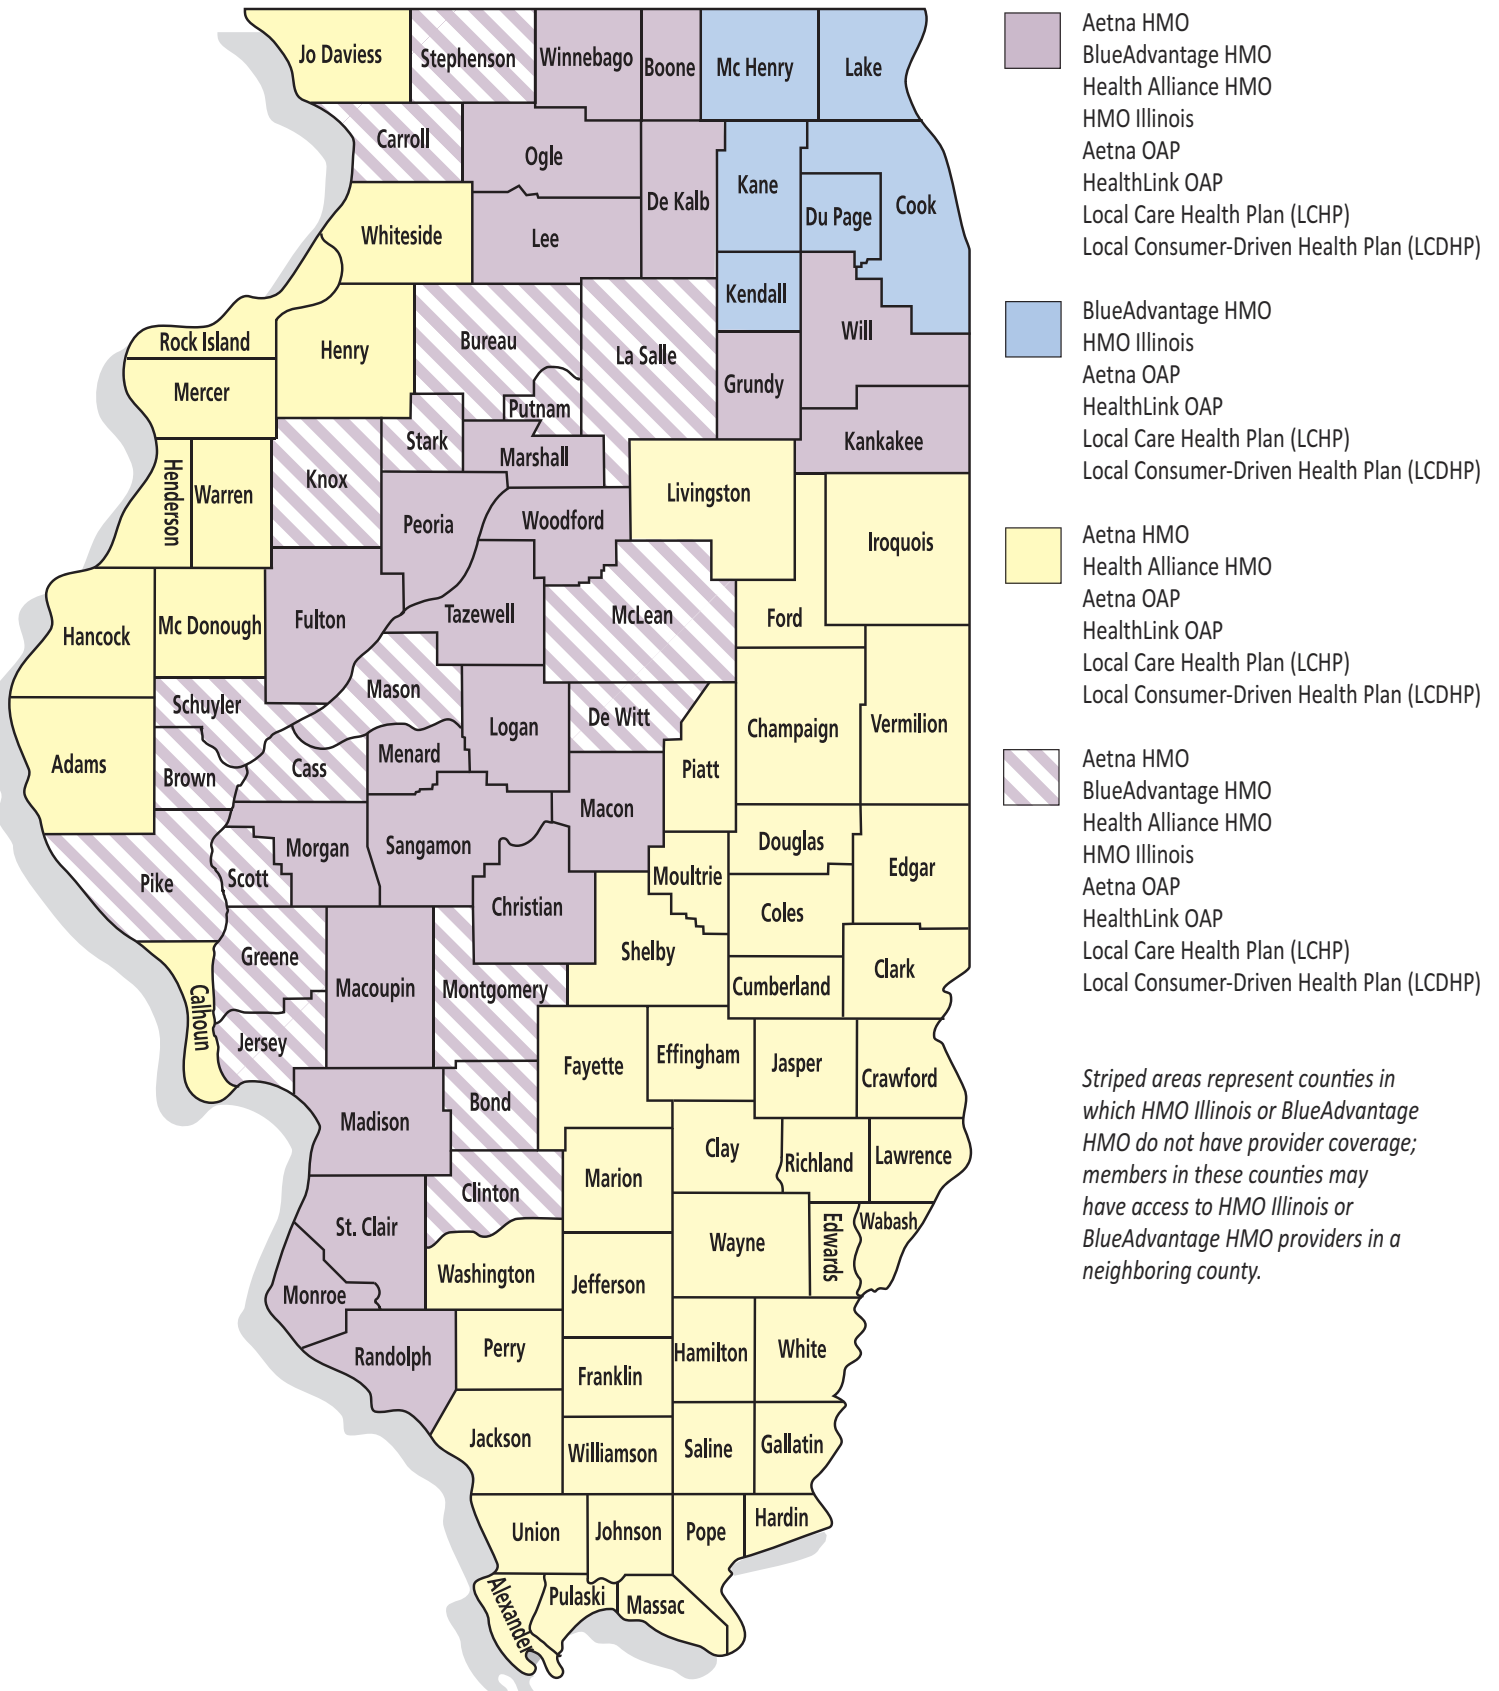 Jo Daviess
Stephenson
Winnebago
Boone
Mc Henry
Lake
Carroll
Ogle
De Kalb
Kane
Du Page
Cook
Whiteside
Lee
Kendall
Will
Rock Island
Henry
Bureau
La Salle
Grundy
Mercer
Putnam
Stark
Marshall
Kankakee
Henderson
Warren
Knox
Peoria
Woodford
Livingston
Iroquois
Hancock
Mc Donough
Fulton
Tazewell
McLean
Ford
Schuyler
Mason
Logan
De Witt
Champaign
Vermilion
Adams
Brown
Cass
Menard
Piatt
Macon
Pike
Scott
Morgan
Sangamon
Christian
Moultrie
Douglas
Edgar
Coles
Shelby
Greene
Macoupin
Montgomery
Cumberland
Clark
Calhoun
Jersey
Fayette
Effingham
Jasper
Crawford
Madison
Bond
Clay
Richland
Lawrence
Marion
Clinton
St. Clair
Wayne
Edwards
Wabash
Washington
Jefferson
Monroe
Randolph
Perry
Franklin
Hamilton
White
Jackson
Williamson
Saline
Gallatin
Union
Johnson
Pope
Hardin
Alexander
Pulaski
Massac
Aetna HMO
BlueAdvantage HMO
Health Alliance HMO
HMO Illinois
Aetna OAP
HealthLink OAP
Local Care Health Plan (LCHP)
Local Consumer-Driven Health Plan (LCDHP)
BlueAdvantage HMO
HMO Illinois
Aetna OAP
HealthLink OAP
Local Care Health Plan (LCHP)
Local Consumer-Driven Health Plan (LCDHP)
Aetna HMO
Health Alliance HMO
Aetna OAP
HealthLink OAP
Local Care Health Plan (LCHP)
Local Consumer-Driven Health Plan (LCDHP)
Aetna HMO
BlueAdvantage HMO
Health Alliance HMO
HMO Illinois
Aetna OAP
HealthLink OAP
Local Care Health Plan (LCHP)
Local Consumer-Driven Health Plan (LCDHP)
Striped areas represent counties in
which HMO Illinois or BlueAdvantage
HMO do not have provider coverage;
members in these counties may
have access to HMO Illinois or
BlueAdvantage HMO providers in a
neighboring county.